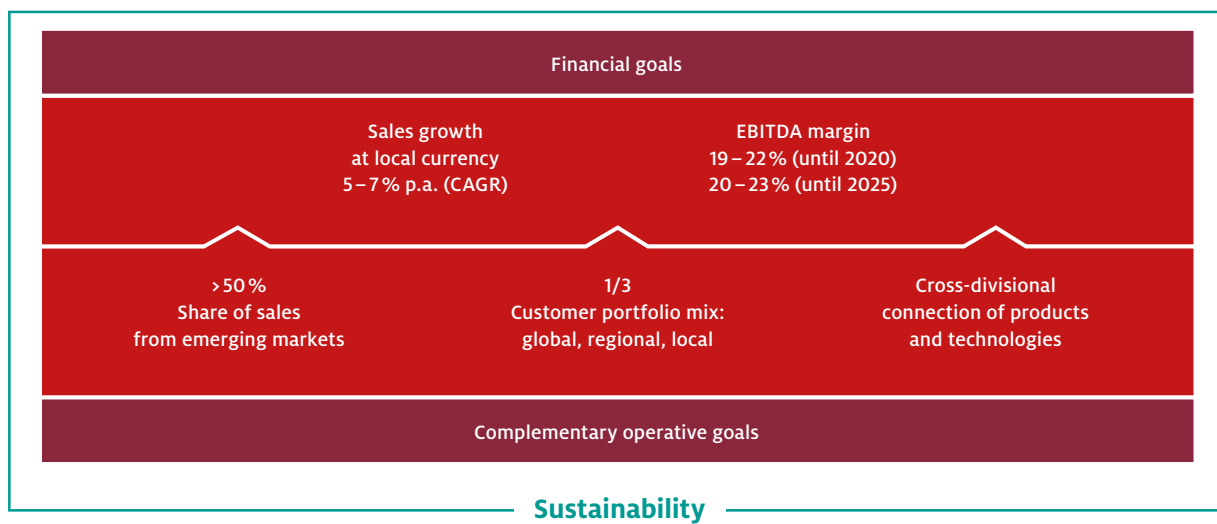 Financial goals
Sales growth
at local currency
5 – 7 % p.a. (CAGR)
EBITDA margin
19 – 22 % (until 2020)
20 – 23 % (until 2025)
> 50 %
Share of sales
from emerging markets
1/3
Customer portfolio mix:
global, regional, local
Cross-divisional
connection of products
and technologies
Complementary operative goals
Sustainability